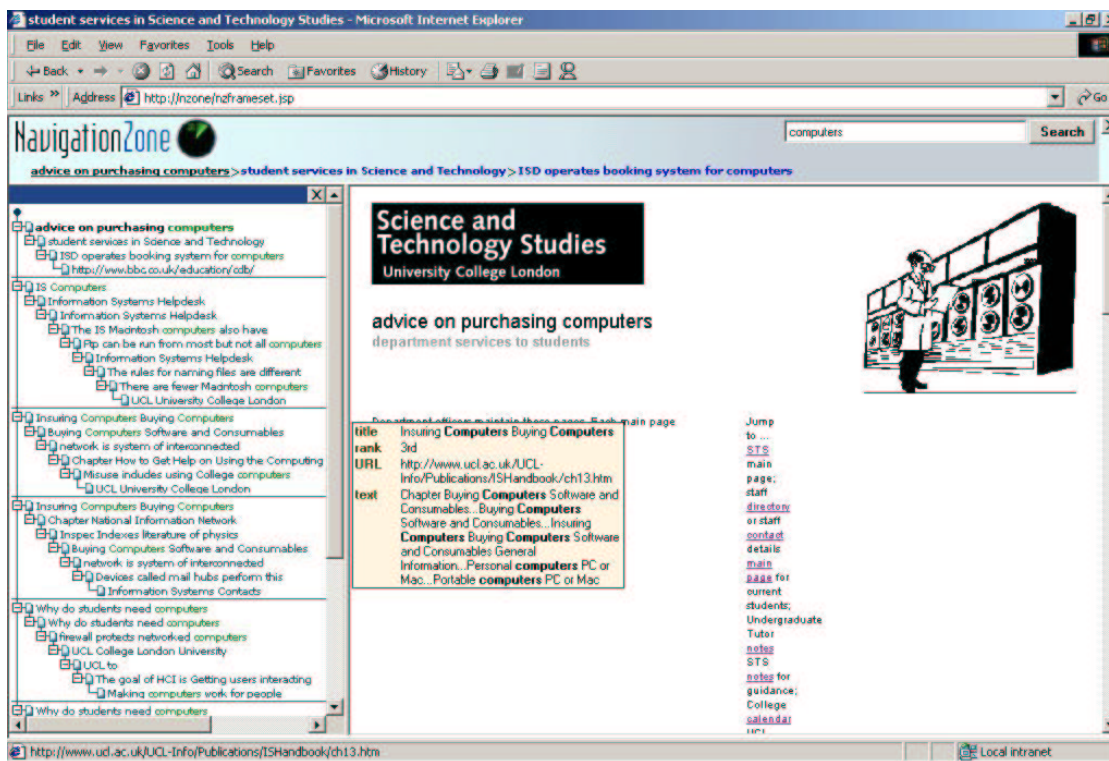 student services in Science and Technology Studies - Microsoft Internet Explorer
File Edit View Favorites Tools Help
Back Search Favorites History
Links » Address http://nzone/nzframeset.jsp Go
NavigationZone
computers Search
advice on purchasing computers>student services in Science and Technology>ISD operates booking system for computers
X
advice on purchasing computers
student services in Science and Technology
ISD operates booking system for computers
http://www.bbc.co.uk/education/cdb/
IS Computers
Information Systems Helpdesk
Information Systems Helpdesk
The IS Macintosh computers also have
Ftp can be run from most but not all computers
Information Systems Helpdesk
The rules for naming files are different
There are fewer Macintosh computers
UCL University College London
Insuring Computers Buying Computers
Buying Computers Software and Consumables
network is system of interconnected
Chapter How to Get Help on Using the Computing
Misuse includes using College computers
UCL University College London
Insuring Computers Buying Computers
Chapter National Information Network
Inspec Indexes literature of physics
Buying Computers Software and Consumables
network is system of interconnected
Devices called mail hubs perform this
Information Systems Contacts
Why do students need computers
Why do students need computers
firewall protects networked computers
UCL College London University
UCL to
The goal of HCI is Getting users interacting
Making computers work for people
Why do students need computers
Science and
Technology Studies
University College London
advice on purchasing computers
department services to students
Department officers maintain these pages. Each main page
title Insuring Computers Buying Computers
rank 3rd
URL http://www.ucl.ac.uk/UCL-
Info/Publications/ISHandbook/ch13.htm
text Chapter Buying Computers Software and
Consumables...Buying Computers
Software and Consumables...Insuring
Computers Buying Computers Software
and Consumables General
Information...Personal computers PC or
Mac...Portable computers PC or Mac
Jump
to ...
STS
main
page;
staff
directory
or staff
contact
details
main
page for
current
students;
Undergraduate
Tutor
notes
STS
notes for
guidance;
College
calendar
UCL
http://www.ucl.ac.uk/UCL-Info/Publications/ISHandbook/ch13.htm
Local intranet